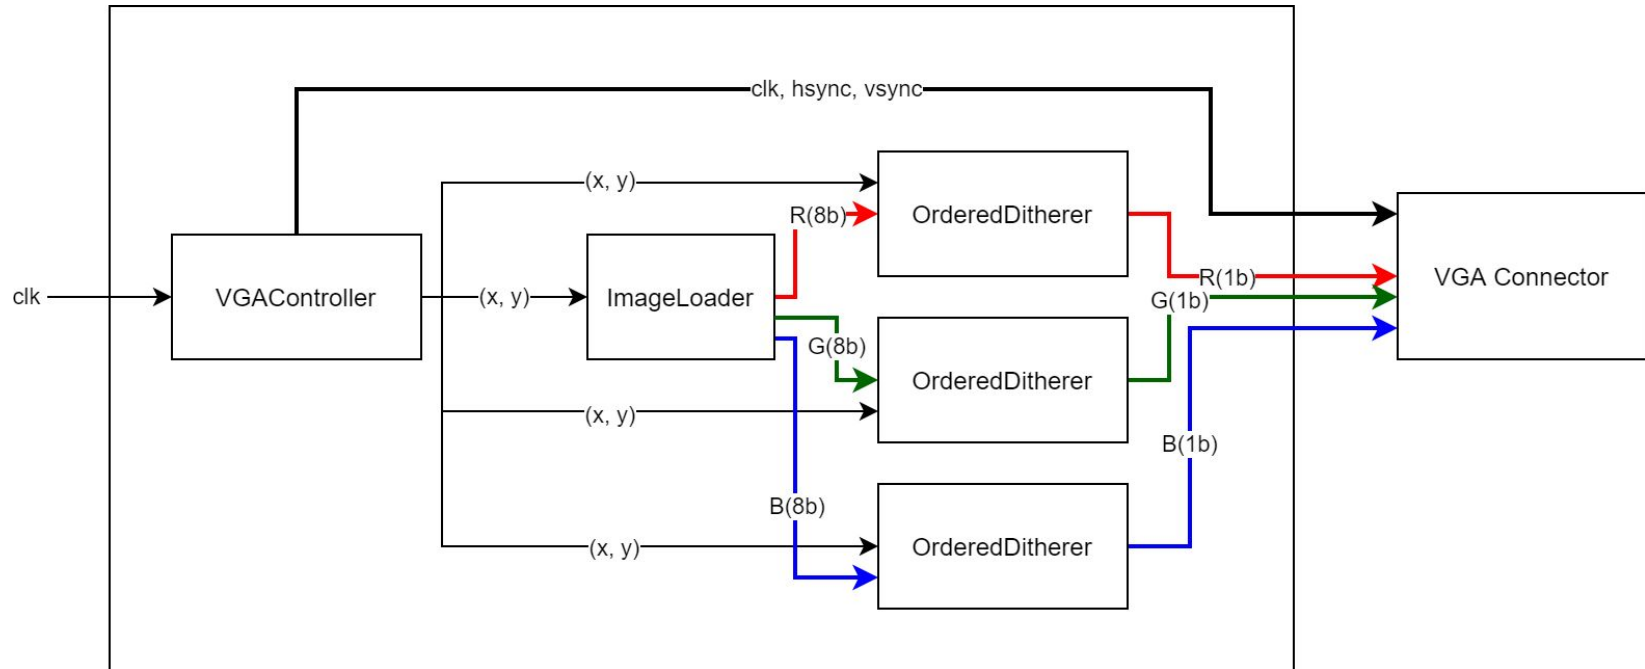 clk, hsync, vsync
(x, y)
OrderedDitherer
R(8b)
clk
VGAController
(x, y)
ImageLoader
R(1b)
G(1b)
VGA Connector
G(8b)
OrderedDitherer
(x, y)
B(1b)
B(8b)
(x, y)
OrderedDitherer